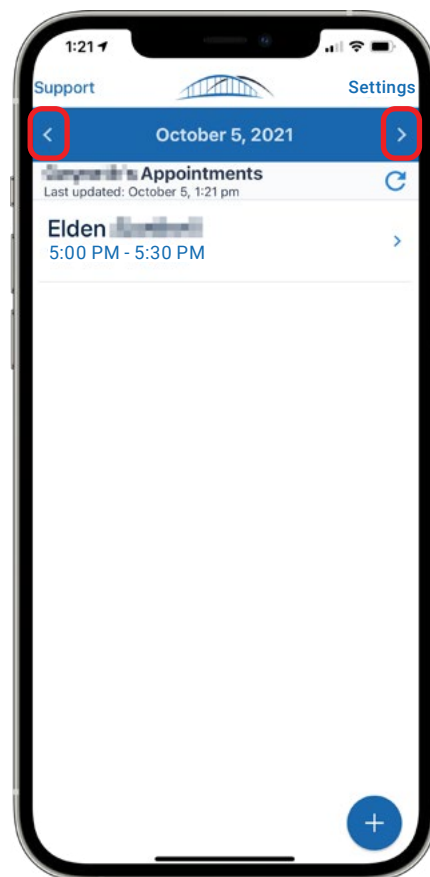 1:21
Support
Settings
October 5, 2021
Appointments
Last updated: October 5, 1:21 pm
Elden
5:00 PM - 5:30 PM